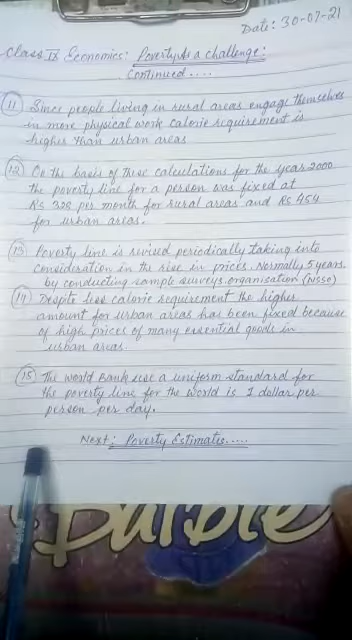 Date: 30-07-21
Class IX Economics: Poverty As a challenge:
Continued....
(11) Since people living in rural areas engage themselves
in more physical work calorie requirement is
higher than urban areas
(12) On the basis of these calculations for the year 2000
the poverty line for a person was fixed at
Rs 328 per month for rural areas and Rs 454
for urban areas.
(13) Poverty line is revised periodically taking into
consideration in the rise in prices. Normally 5 years
by conducting sample surveys organisation (NSSO)
(14) Despite less calorie requirement the higher
amount for urban areas has been fixed because
of high prices of many essential goods in
urban areas.
(15) The World Bank use a uniform standard for
the poverty line for the world is 1 dollar per
person per day.
Next: Poverty Estimates.....
Barbie